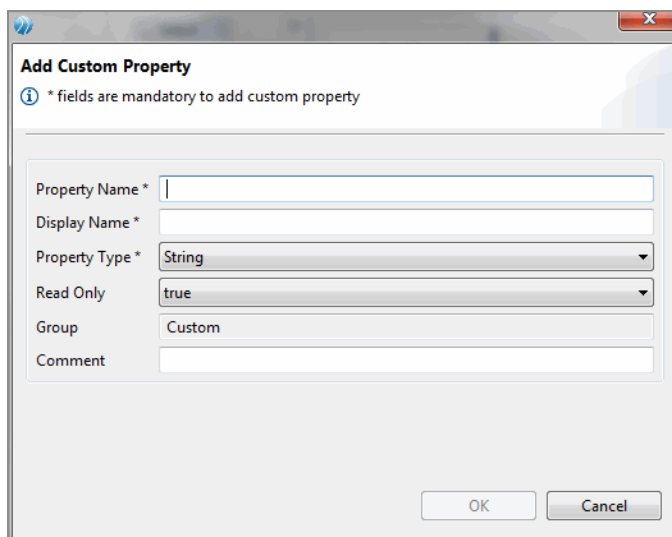 Add Custom Property
* fields are mandatory to add custom property
Property Name *
Display Name *
Property Type * String
Read Only true
Group Custom
Comment
OK Cancel